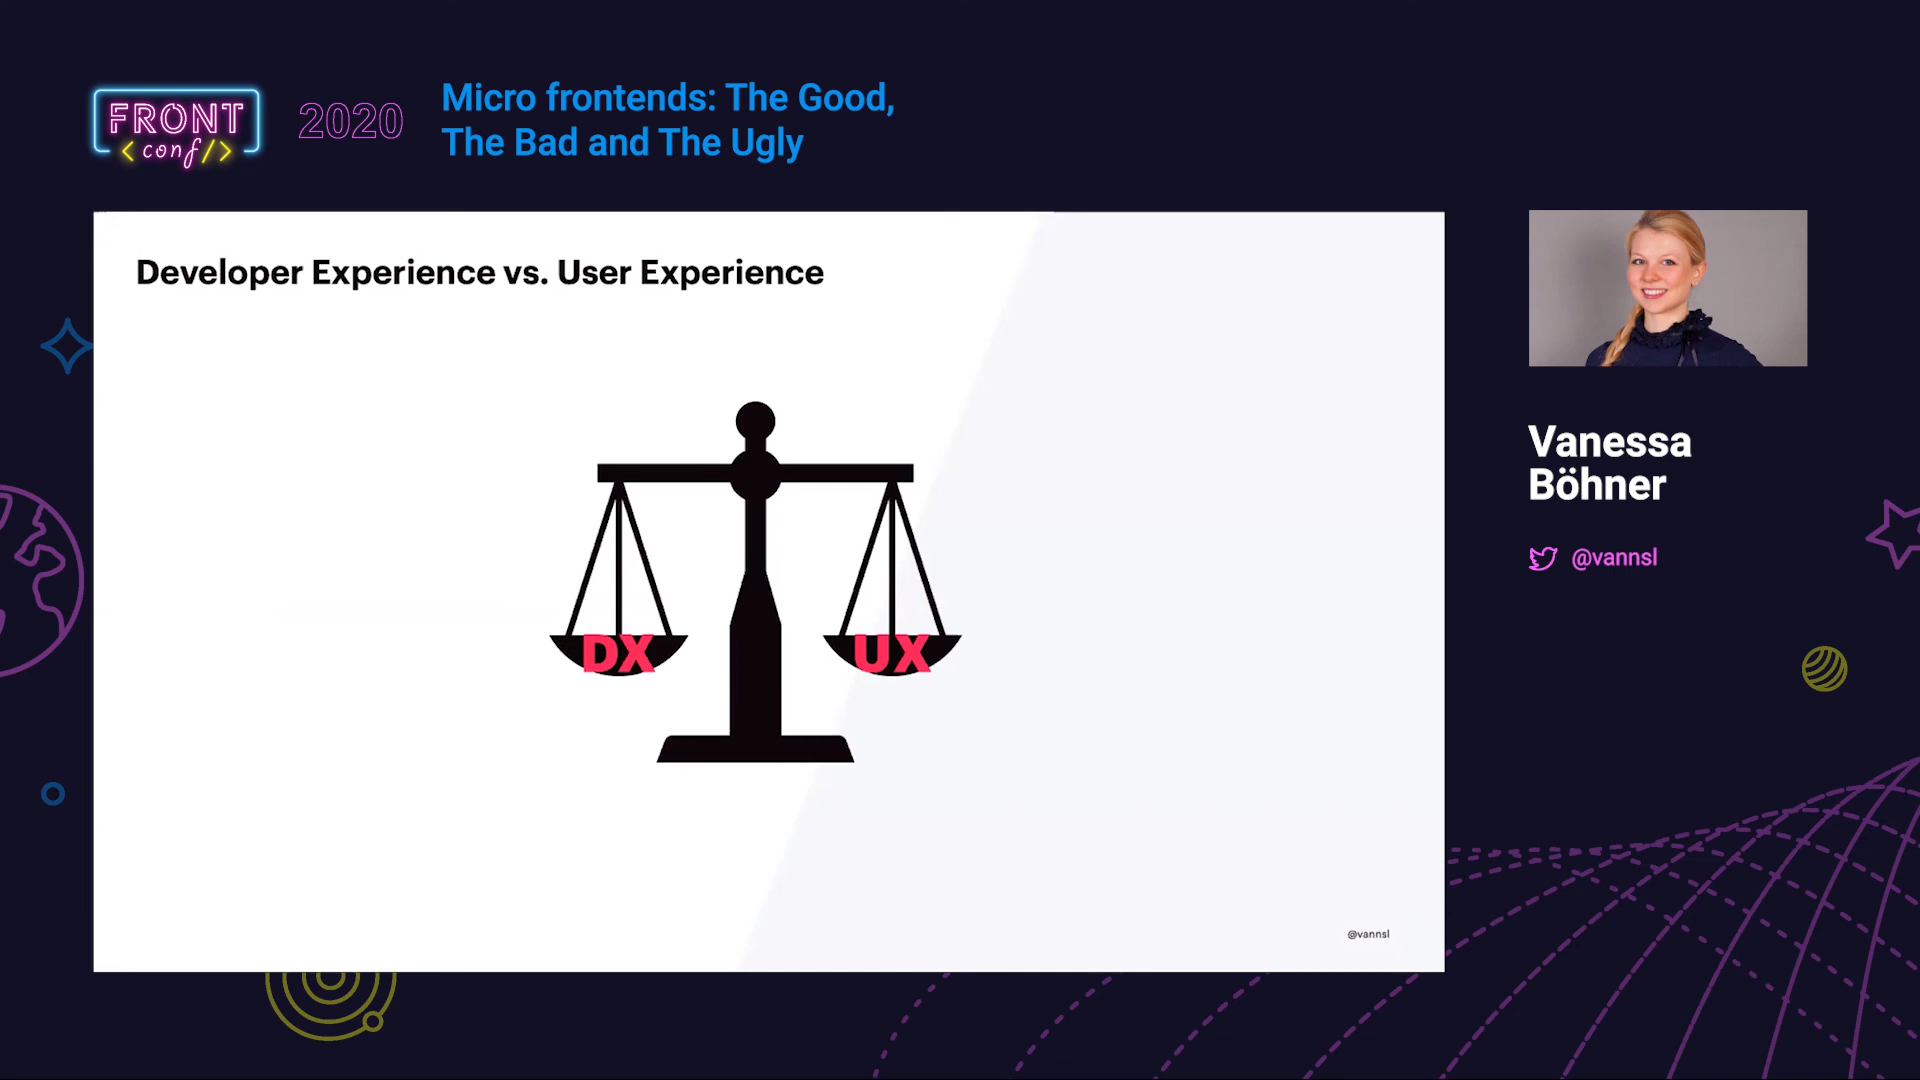 FRONT
<conf/>
2020
Micro frontends: The Good,
The Bad and The Ugly
Developer Experience vs. User Experience
DX
UX
@vannsl
Vanessa
Böhner
@vannsl